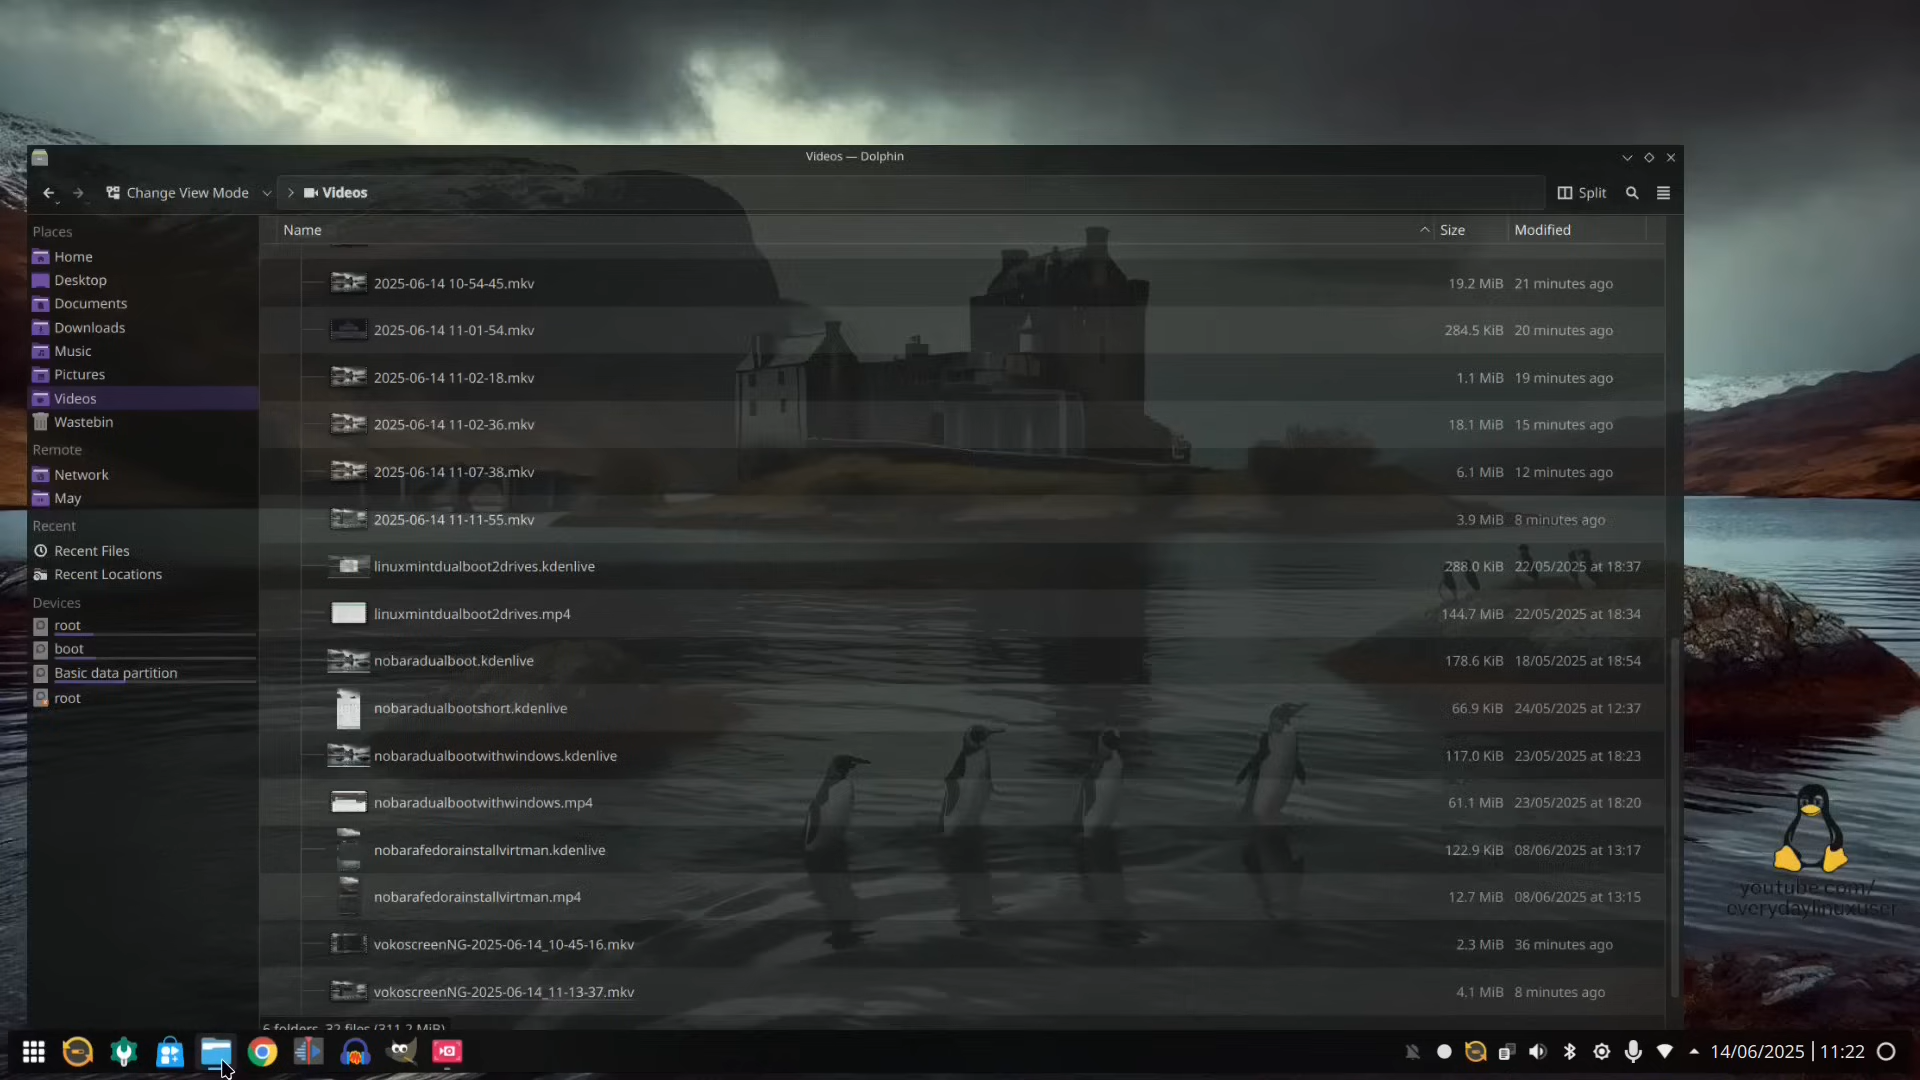 Videos — Dolphin
Change View Mode
Videos
Split
Places
Home
Desktop
Documents
Downloads
Music
Pictures
Videos
Wastebin
Remote
Network
May
Recent
Recent Files
Recent Locations
Devices
root
boot
Basic data partition
root
Name Size Modified
2025-06-14 10-54-45.mkv 19.2 MiB 21 minutes ago
2025-06-14 11-01-54.mkv 284.5 KiB 20 minutes ago
2025-06-14 11-02-18.mkv 1.1 MiB 19 minutes ago
2025-06-14 11-02-36.mkv 18.1 MiB 15 minutes ago
2025-06-14 11-07-38.mkv 6.1 MiB 12 minutes ago
2025-06-14 11-11-55.mkv 3.9 MiB 8 minutes ago
linuxmintdualboot2drives.kdenlive 288.0 KiB 22/05/2025 at 18:37
linuxmintdualboot2drives.mp4 144.7 MiB 22/05/2025 at 18:34
nobaradualboot.kdenlive 178.6 KiB 18/05/2025 at 18:54
nobaradualbootshort.kdenlive 66.9 KiB 24/05/2025 at 12:37
nobaradualbootwithwindows.kdenlive 117.0 KiB 23/05/2025 at 18:23
nobaradualbootwithwindows.mp4 61.1 MiB 23/05/2025 at 18:20
nobarafedorainstallvirtman.kdenlive 122.9 KiB 08/06/2025 at 13:17
nobarafedorainstallvirtman.mp4 12.7 MiB 08/06/2025 at 13:15
vokoscreenNG-2025-06-14_10-45-16.mkv 2.3 MiB 36 minutes ago
vokoscreenNG-2025-06-14_11-13-37.mkv 4.1 MiB 8 minutes ago
6 folders, 32 files (311.2 MiB)
youtube.com/
everydaylinuxuser
14/06/2025 11:22